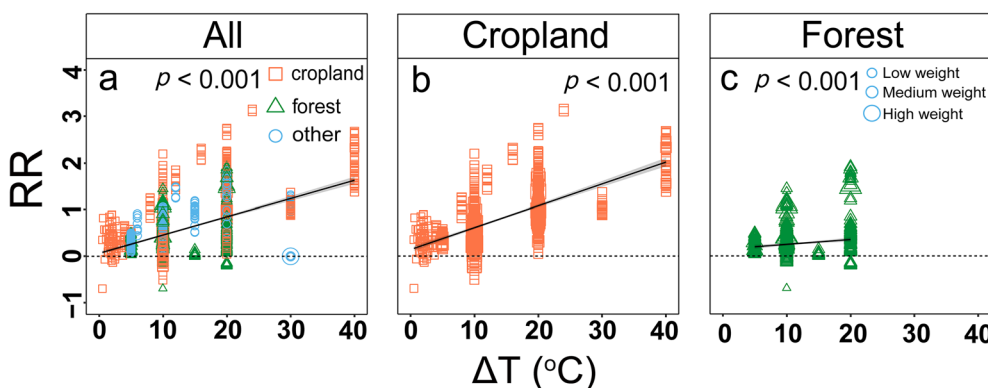 All
Cropland
Forest
a
p < 0.001
cropland
forest
other
b
p < 0.001
c
p < 0.001
Low weight
Medium weight
High weight
RR
4
3
2
1
0
−1
0 10 20 30 40
0 10 20 30 40
0 10 20 30 40
ΔT (°C)